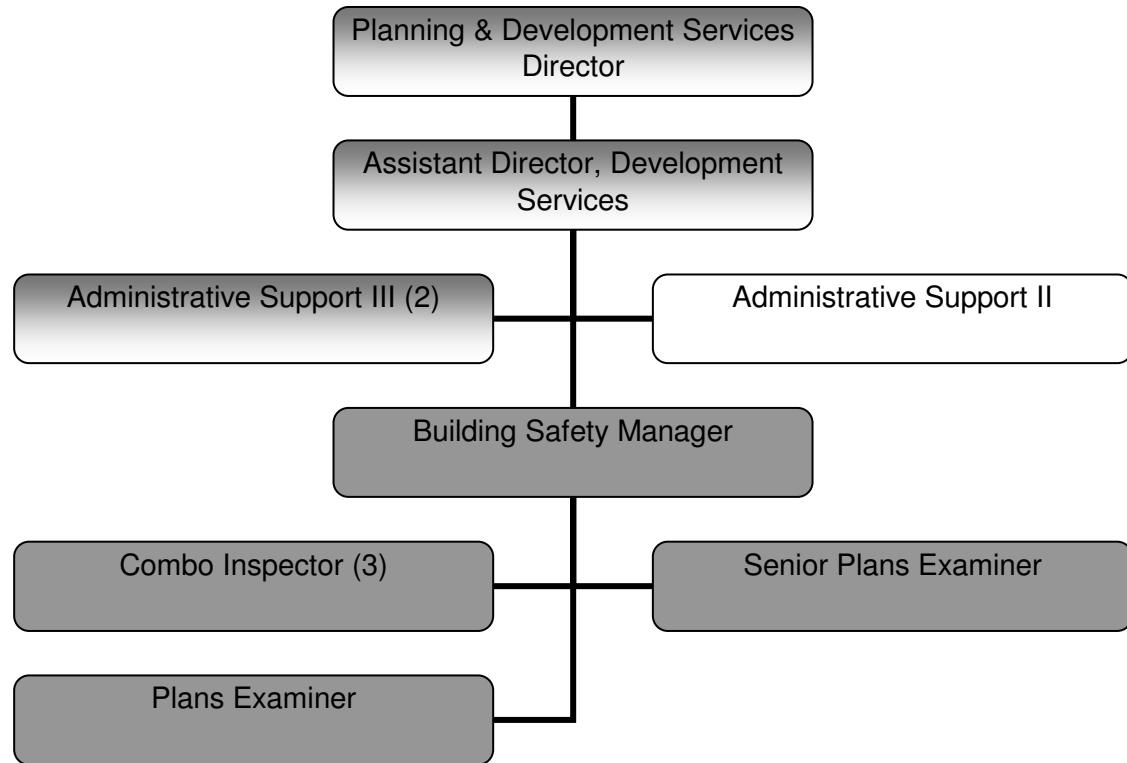 Planning & Development Services
Director
Assistant Director, Development
Services
Administrative Support III (2)
Administrative Support II
Building Safety Manager
Combo Inspector (3)
Senior Plans Examiner
Plans Examiner